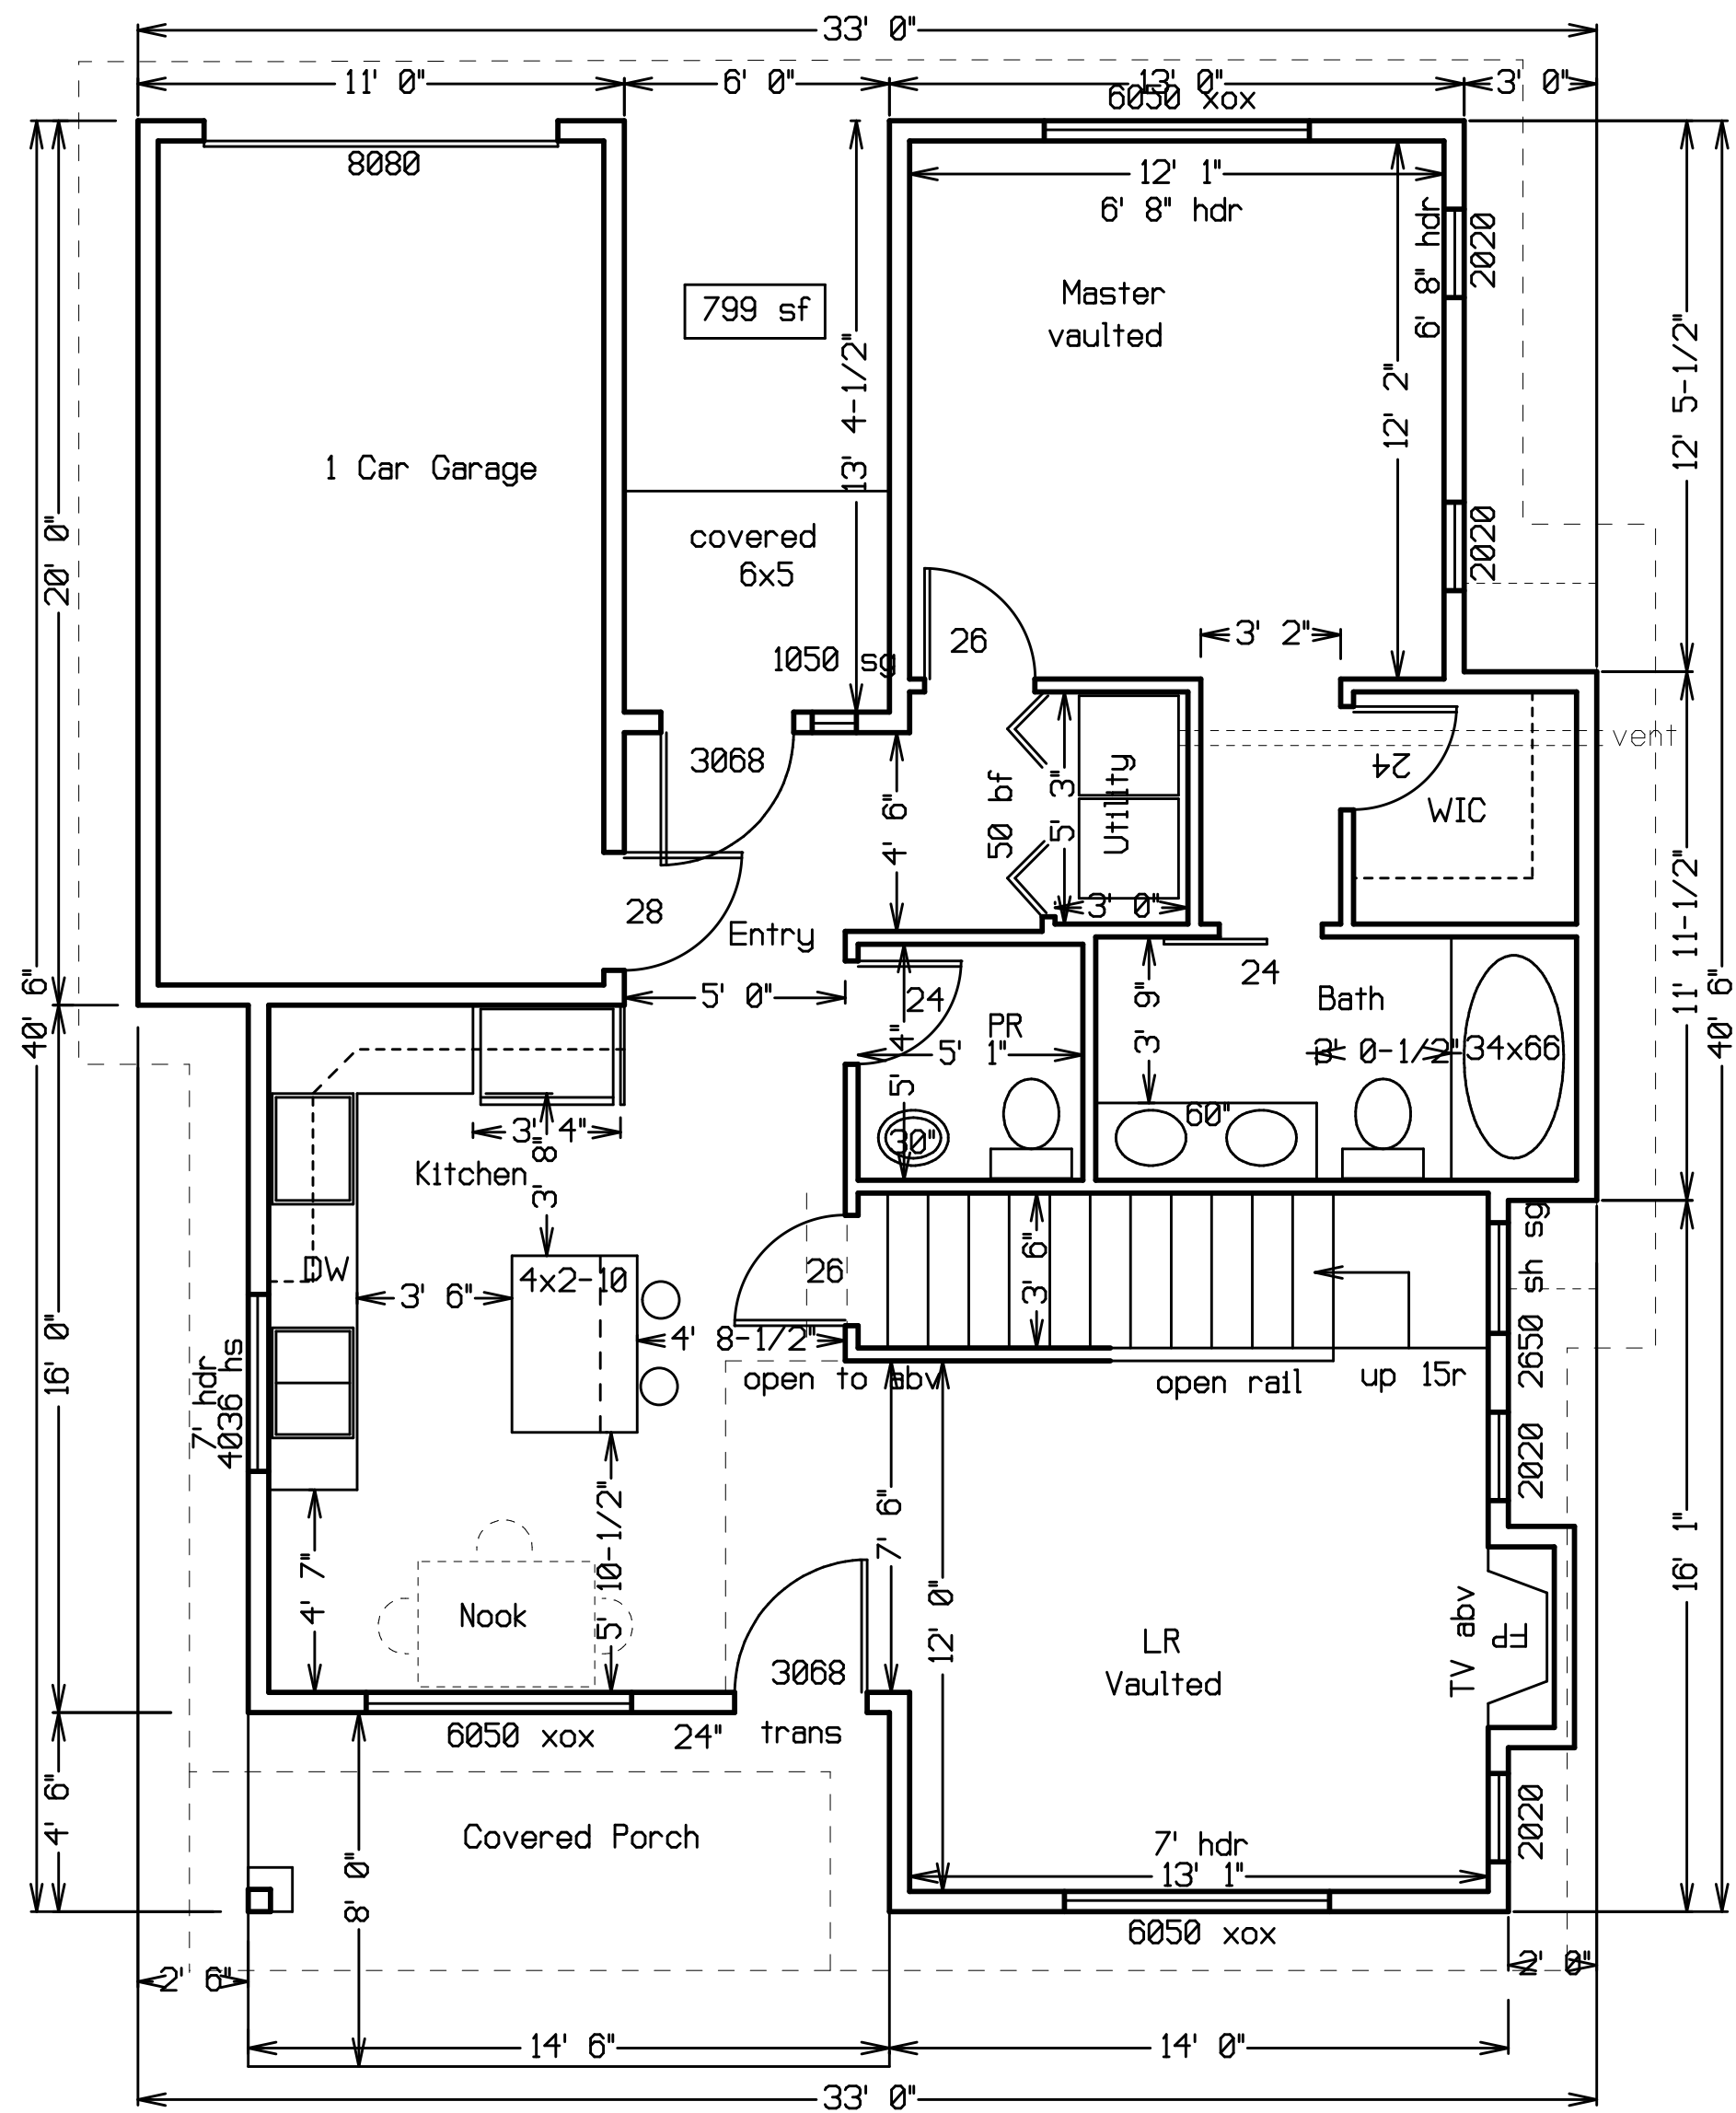 33' 0"
11' 0"
6' 0"
13' 0"
3' 0"
6050 xox
8080
12' 1"
6' 8" hdr
6' 8" hdr
2020
799 sf
Master
vaulted
13' 4-1/2"
12' 2"
12' 5-1/2"
1 Car Garage
20' 0"
covered
6x5
2020
26
3' 2"
1050 sg
3068
vent
24
WIC
4' 6"
50 bf
5' 3"
Utility
3' 0"
28
Entry
40' 6"
5' 0"
24
PR
5' 4"
5' 1"
3' 9"
24
Bath
3' 0-1/2"
34x66
11' 11-1/2"
40' 6"
3' 4"
3' 8"
Kitchen
30"
60"
DW
3' 6"
4x2-10
26
3' 6"
2650 sh sg
4' 8-1/2"
open to abv
open rail
up 15r
16' 0"
7' hdr
4036 hs
2020
4' 7"
5' 10-1/2"
7' 6"
12' 0"
16' 1"
Nook
LR
Vaulted
TV abv
FP
3068
trans
6050 xox
24"
4' 6"
Covered Porch
8' 0"
7' hdr
13' 1"
2020
6050 xox
2' 6"
2' 0"
14' 6"
14' 0"
33' 0"